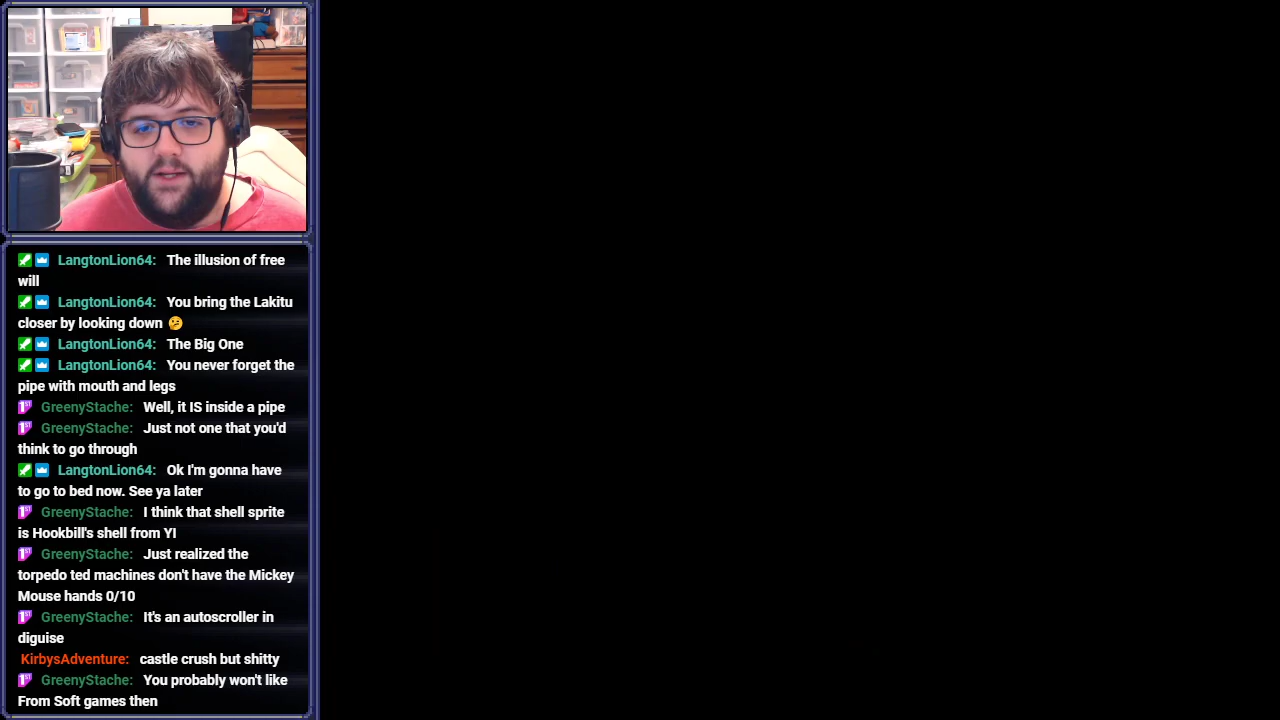 LangtonLion64: The illusion of free
will
LangtonLion64: You bring the Lakitu
closer by looking down 🤔
LangtonLion64: The Big One
LangtonLion64: You never forget the
pipe with mouth and legs
GreenyStache: Well, it IS inside a pipe
GreenyStache: Just not one that you'd
think to go through
LangtonLion64: Ok I'm gonna have
to go to bed now. See ya later
GreenyStache: I think that shell sprite
is Hookbill's shell from YI
GreenyStache: Just realized the
torpedo ted machines don't have the Mickey
Mouse hands 0/10
GreenyStache: It's an autoscroller in
diguise
KirbysAdventure: castle crush but shitty
GreenyStache: You probably won't like
From Soft games then